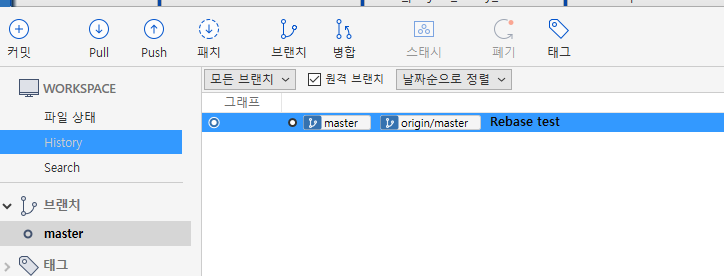 커밋 Pull Push 패치 브랜치 병합 스태시 폐기 태그
WORKSPACE
파일 상태
History
Search
브랜치
master
태그
모든 브랜치 원격 브랜치 날짜순으로 정렬
그래프
master origin/master Rebase test